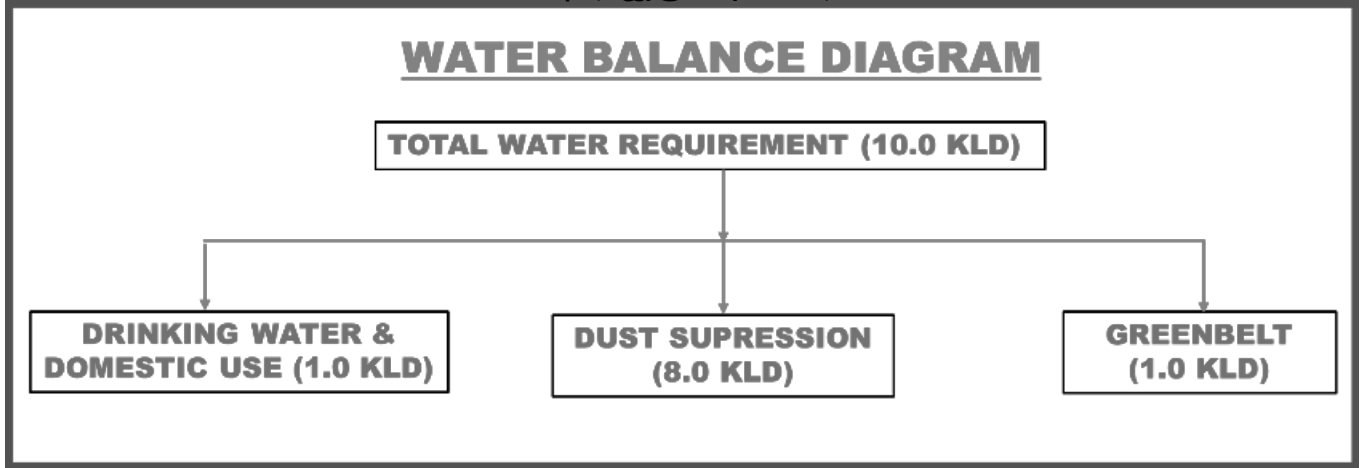 WATER BALANCE DIAGRAM
TOTAL WATER REQUIREMENT (10.0 KLD)
DRINKING WATER &
DOMESTIC USE (1.0 KLD)
DUST SUPRESSION
(8.0 KLD)
GREENBELT
(1.0 KLD)